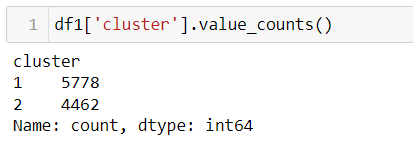 1 df1['cluster'].value_counts()
cluster
1    5778
2    4462
Name: count, dtype: int64